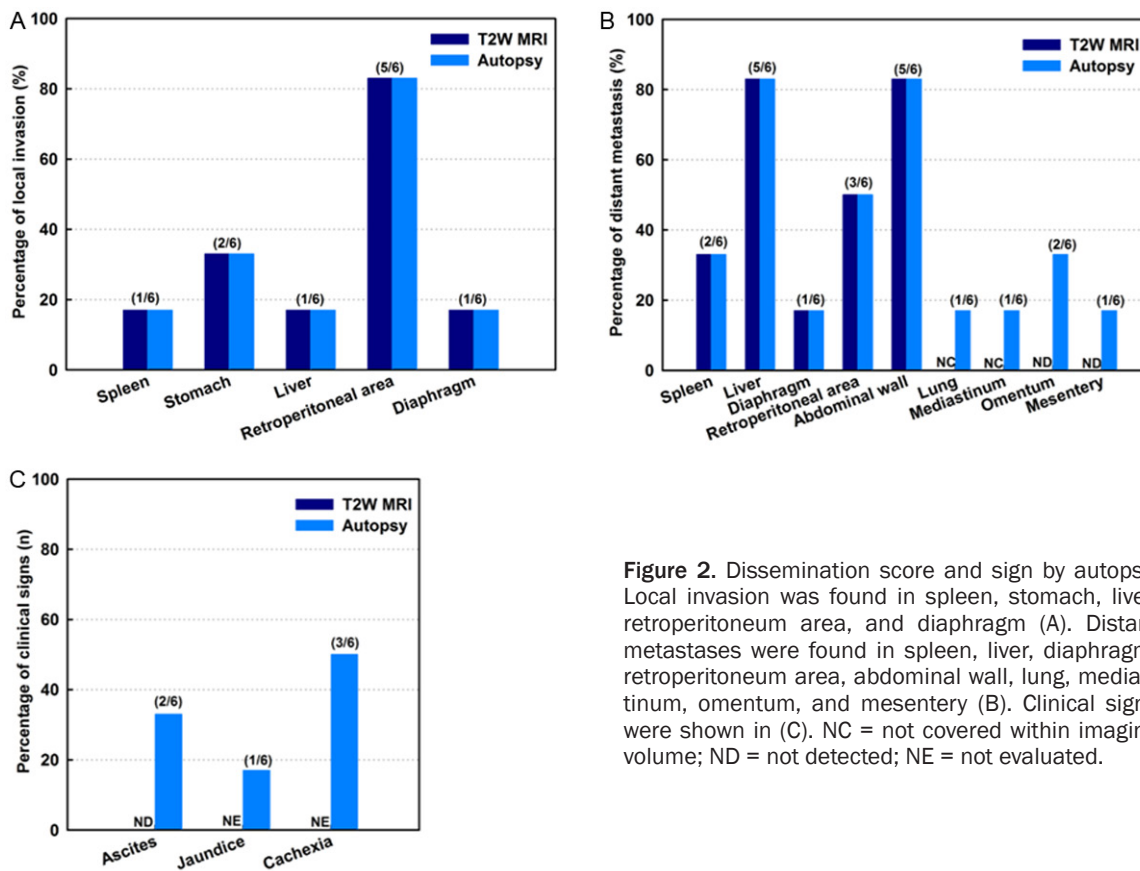 A
Percentage of local invasion (%)
100
80
60
40
20
0
T2W MRI
Autopsy
(1/6)
(2/6)
(1/6)
(5/6)
(1/6)
Spleen
Stomach
Liver
Retroperitoneal area
Diaphragm
B
Percentage of distant metastasis (%)
100
80
60
40
20
0
T2W MRI
Autopsy
(2/6)
(5/6)
(1/6)
(3/6)
(5/6)
(1/6)
(1/6)
(2/6)
(1/6)
NC
NC
ND
ND
Spleen
Liver
Diaphragm
Retroperitoneal area
Abdominal wall
Lung
Mediastinum
Omentum
Mesentery
C
Percentage of clinical signs (n)
100
80
60
40
20
0
T2W MRI
Autopsy
(2/6)
(1/6)
(3/6)
ND
NE
NE
Ascites
Jaundice
Cachexia
Figure 2. Dissemination score and sign by autops
Local invasion was found in spleen, stomach, live
retroperitoneum area, and diaphragm (A). Distan
metastases were found in spleen, liver, diaphragn
retroperitoneum area, abdominal wall, lung, media
tinum, omentum, and mesentery (B). Clinical sign
were shown in (C). NC = not covered within imagin
volume; ND = not detected; NE = not evaluated.